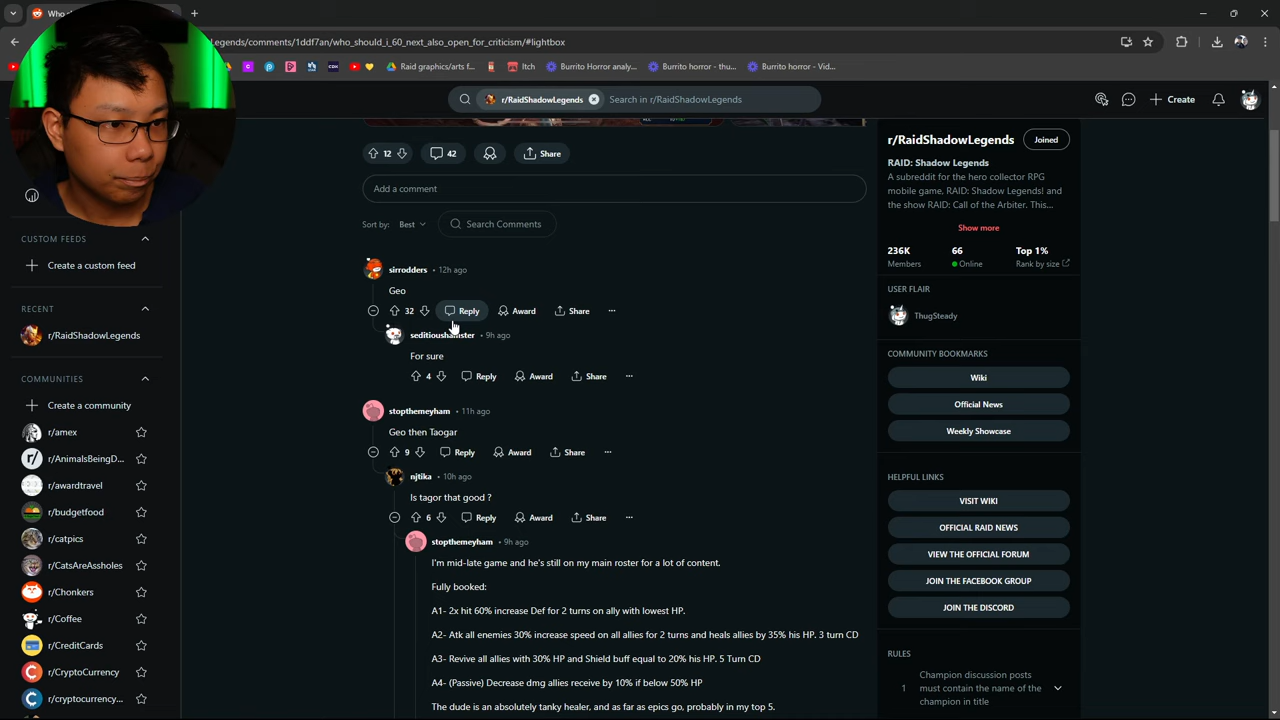 Who s
Legends/comments/1ddf7an/who_should_i_60_next_also_open_for_criticism/#lightbox
Raid graphics/arts f...
Itch
Burrito Horror analy...
Burrito horror - thu...
Burrito horror - Vid...
r/RaidShadowLegends
Search in r/RaidShadowLegends
Create
12
42
Share
Add a comment
Sort by:
Best
Search Comments
CUSTOM FEEDS
Create a custom feed
RECENT
r/RaidShadowLegends
COMMUNITIES
Create a community
r/amex
r/AnimalsBeingD...
r/awardtravel
r/budgetfood
r/catpics
r/CatsAreAssholes
r/Chonkers
r/Coffee
r/CreditCards
r/CryptoCurrency
r/cryptocurrency...
sirrodders • 12h ago
Geo
32
Reply
Award
Share
seditioushamster • 9h ago
For sure
4
Reply
Award
Share
stopthemeyham • 11h ago
Geo then Taogar
9
Reply
Award
Share
njtika • 10h ago
Is tagor that good ?
6
Reply
Award
Share
stopthemeyham • 9h ago
I'm mid-late game and he's still on my main roster for a lot of content.
Fully booked:
A1- 2x hit 60% increase Def for 2 turns on ally with lowest HP.
A2- Atk all enemies 30% increase speed on all allies for 2 turns and heals allies by 35% his HP. 3 turn CD
A3- Revive all allies with 30% HP and Shield buff equal to 20% his HP. 5 Turn CD
A4- (Passive) Decrease dmg allies receive by 10% if below 50% HP
The dude is an absolutely tanky healer, and as far as epics go, probably in my top 5.
r/RaidShadowLegends
Joined
RAID: Shadow Legends
A subreddit for the hero collector RPG
mobile game, RAID: Shadow Legends! and
the show RAID: Call of the Arbiter. This...
Show more
236K
66
Top 1%
Members
Online
Rank by size
USER FLAIR
ThugSteady
COMMUNITY BOOKMARKS
Wiki
Official News
Weekly Showcase
HELPFUL LINKS
VISIT WIKI
OFFICIAL RAID NEWS
VIEW THE OFFICIAL FORUM
JOIN THE FACEBOOK GROUP
JOIN THE DISCORD
RULES
1
Champion discussion posts
must contain the name of the
champion in title